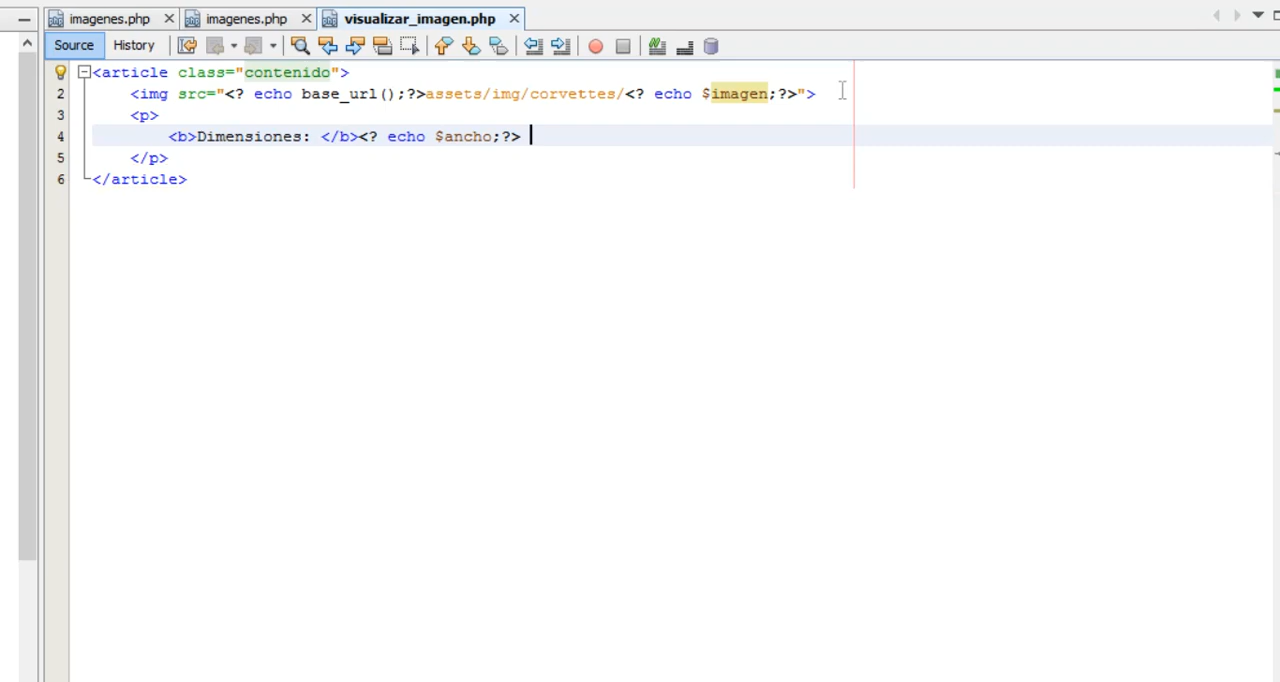 imagenes.php imagenes.php visualizar_imagen.php
Source History
<article class="contenido">
2 <img src="<? echo base_url();?>assets/img/corvettes/<? echo $imagen;?>">
3 <p>
4 <b>Dimensiones: </b><? echo $ancho;?>
5 </p>
6 </article>